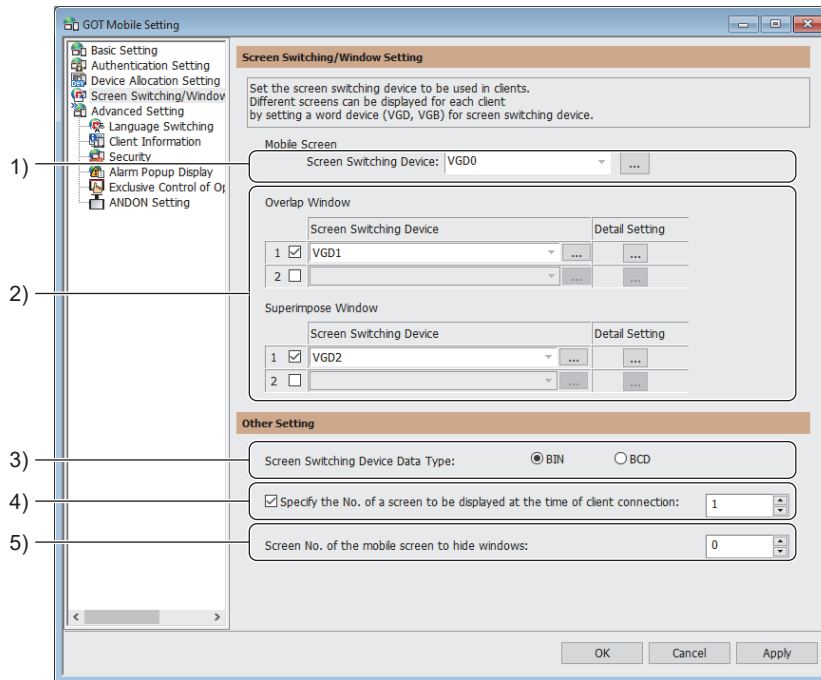 GOT Mobile Setting
Basic Setting
Authentication Setting
Device Allocation Setting
Screen Switching/Window
Advanced Setting
Language Switching
Client Information
Security
Alarm Popup Display
Exclusive Control of Op
ANDON Setting
Screen Switching/Window Setting
Set the screen switching device to be used in clients.
Different screens can be displayed for each client
by setting a word device (VGD, VGB) for screen switching device.
Mobile Screen
1)
Screen Switching Device: VGD0 ...
2)
Overlap Window
Screen Switching Device Detail Setting
1 VGD1 ... ...
2 ... ...
Superimpose Window
Screen Switching Device Detail Setting
1 VGD2 ... ...
2 ... ...
Other Setting
3)
Screen Switching Device Data Type: BIN BCD
4)
Specify the No. of a screen to be displayed at the time of client connection: 1
5)
Screen No. of the mobile screen to hide windows: 0
OK Cancel Apply